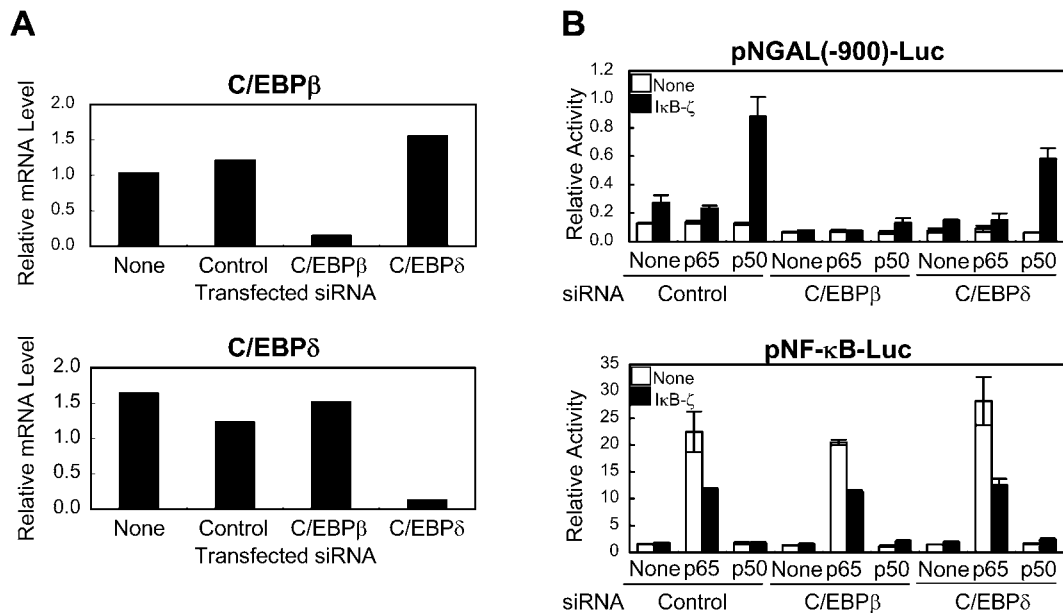 A
C/EBPβ
Relative mRNA Level
2.0
1.5
1.0
0.5
0.0
None Control C/EBPβ C/EBPδ
Transfected siRNA
C/EBPδ
Relative mRNA Level
2.0
1.5
1.0
0.5
0.0
None Control C/EBPβ C/EBPδ
Transfected siRNA
B
pNGAL(-900)-Luc
Relative Activity
1.2
1.0
0.8
0.6
0.4
0.2
0.0
None
IκB-ζ
None p65 p50 None p65 p50 None p65 p50
siRNA Control C/EBPβ C/EBPδ
pNF-κB-Luc
Relative Activity
35
30
25
20
15
10
5
0
None
IκB-ζ
None p65 p50 None p65 p50 None p65 p50
siRNA Control C/EBPβ C/EBPδ